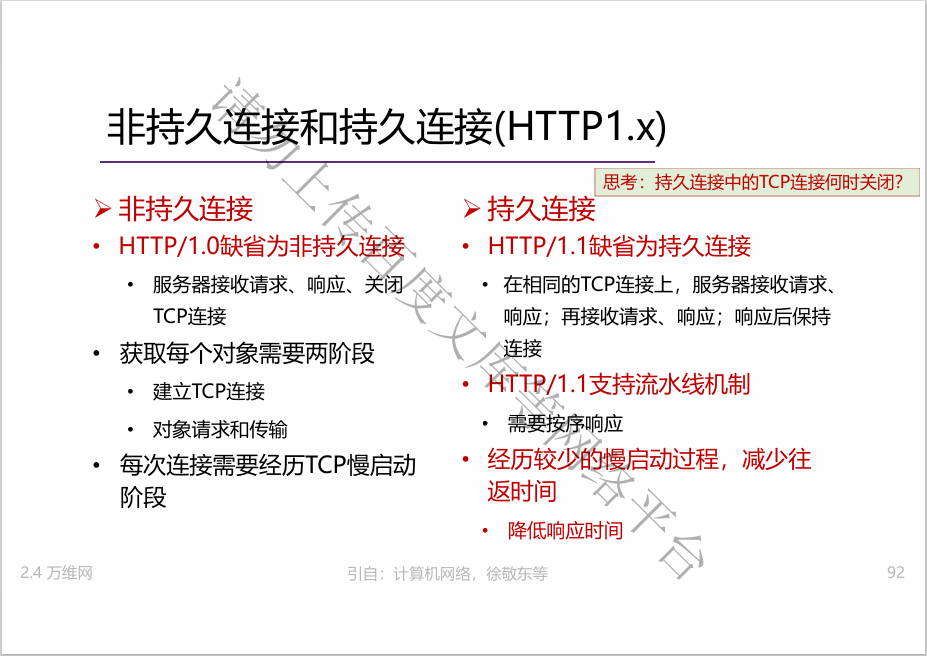 非持久连接和持久连接(HTTP1.x)
思考：持久连接中的TCP连接何时关闭？
➢ 非持久连接
• HTTP/1.0缺省为非持久连接
• 服务器接收请求、响应、关闭
TCP连接
• 获取每个对象需要两阶段
• 建立TCP连接
• 对象请求和传输
• 每次连接需要经历TCP慢启动
阶段
➢ 持久连接
• HTTP/1.1缺省为持久连接
• 在相同的TCP连接上，服务器接收请求、
响应；再接收请求、响应；响应后保持
连接
• HTTP/1.1支持流水线机制
• 需要按序响应
• 经历较少的慢启动过程，减少往
返时间
• 降低响应时间
请勿上传百度文库等网络平台
2.4 万维网
引自：计算机网络，徐敬东等
92